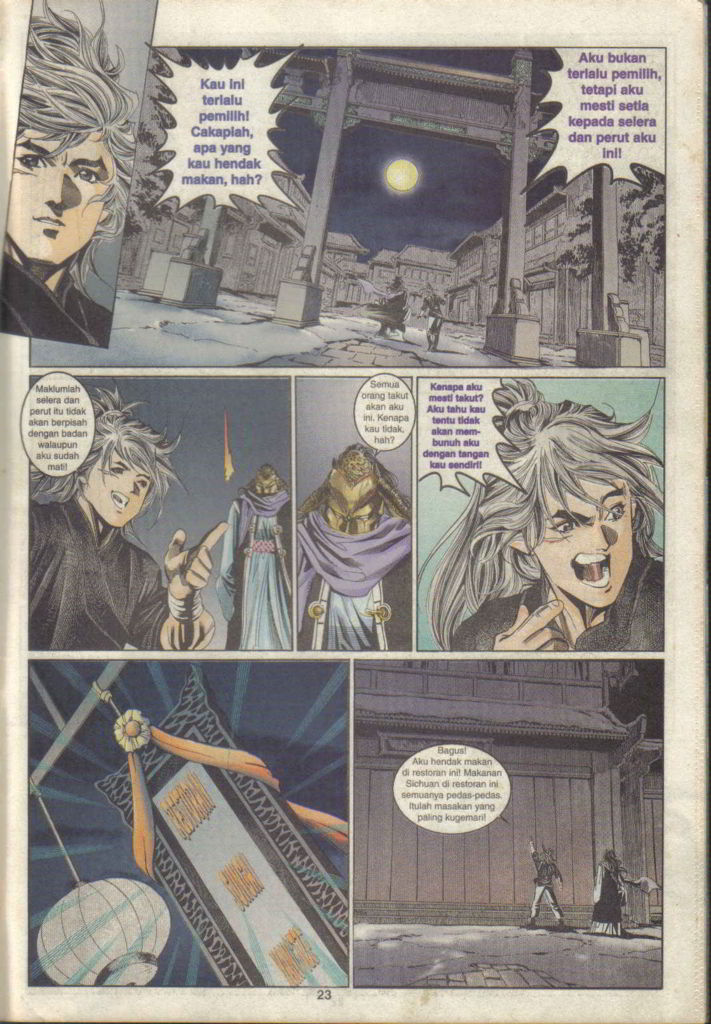 Kau ini
terlalu
pemilih!
Cakaplah,
apa yang
kau hendak
makan, hah?
Aku bukan
terlalu pemilih,
tetapi aku
mesti setia
kepada selera
dan perut aku
ini!
Maklumlah
selera dan
perut itu tidak
akan berpisah
dengan badan
walaupun
aku sudah
mati!
Semua
orang takut
akan aku
ini. Kenapa
kau tidak,
hah?
Kenapa aku
mesti takut?
Aku tahu kau
tentu tidak
akan mem-
bunuh aku
dengan tangan
kau sendiri!
RESTORAN
Bagus!
Aku hendak makan
di restoran ini! Makanan
Sichuan di restoran ini
semuanya pedas-pedas.
Itulah masakan yang
paling kugemari!
23